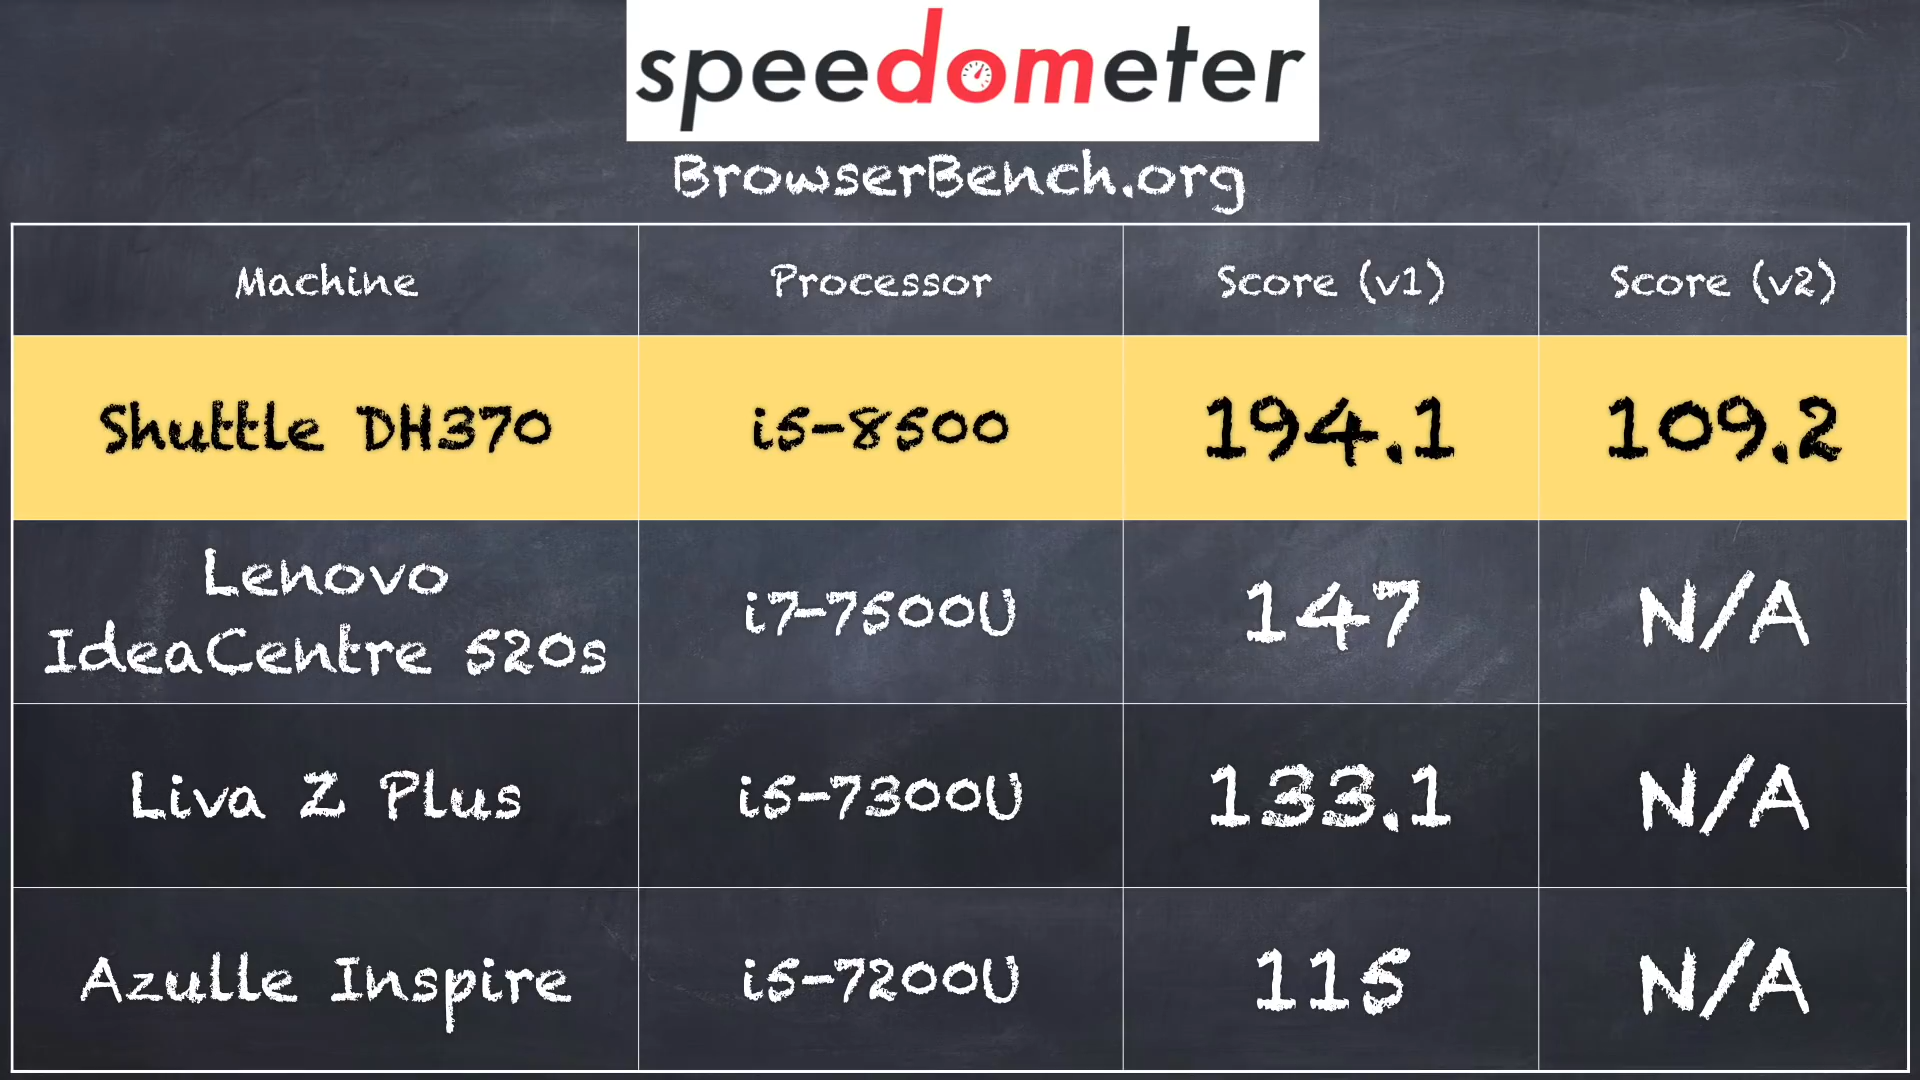 speedometer
BrowserBench.org
Machine Processor Score (v1) Score (v2)
Shuttle DH370 i5-8500 194.1 109.2
Lenovo
IdeaCentre 520s i7-7500U 147 N/A
Liva Z Plus i5-7300U 133.1 N/A
Azulle Inspire i5-7200U 115 N/A